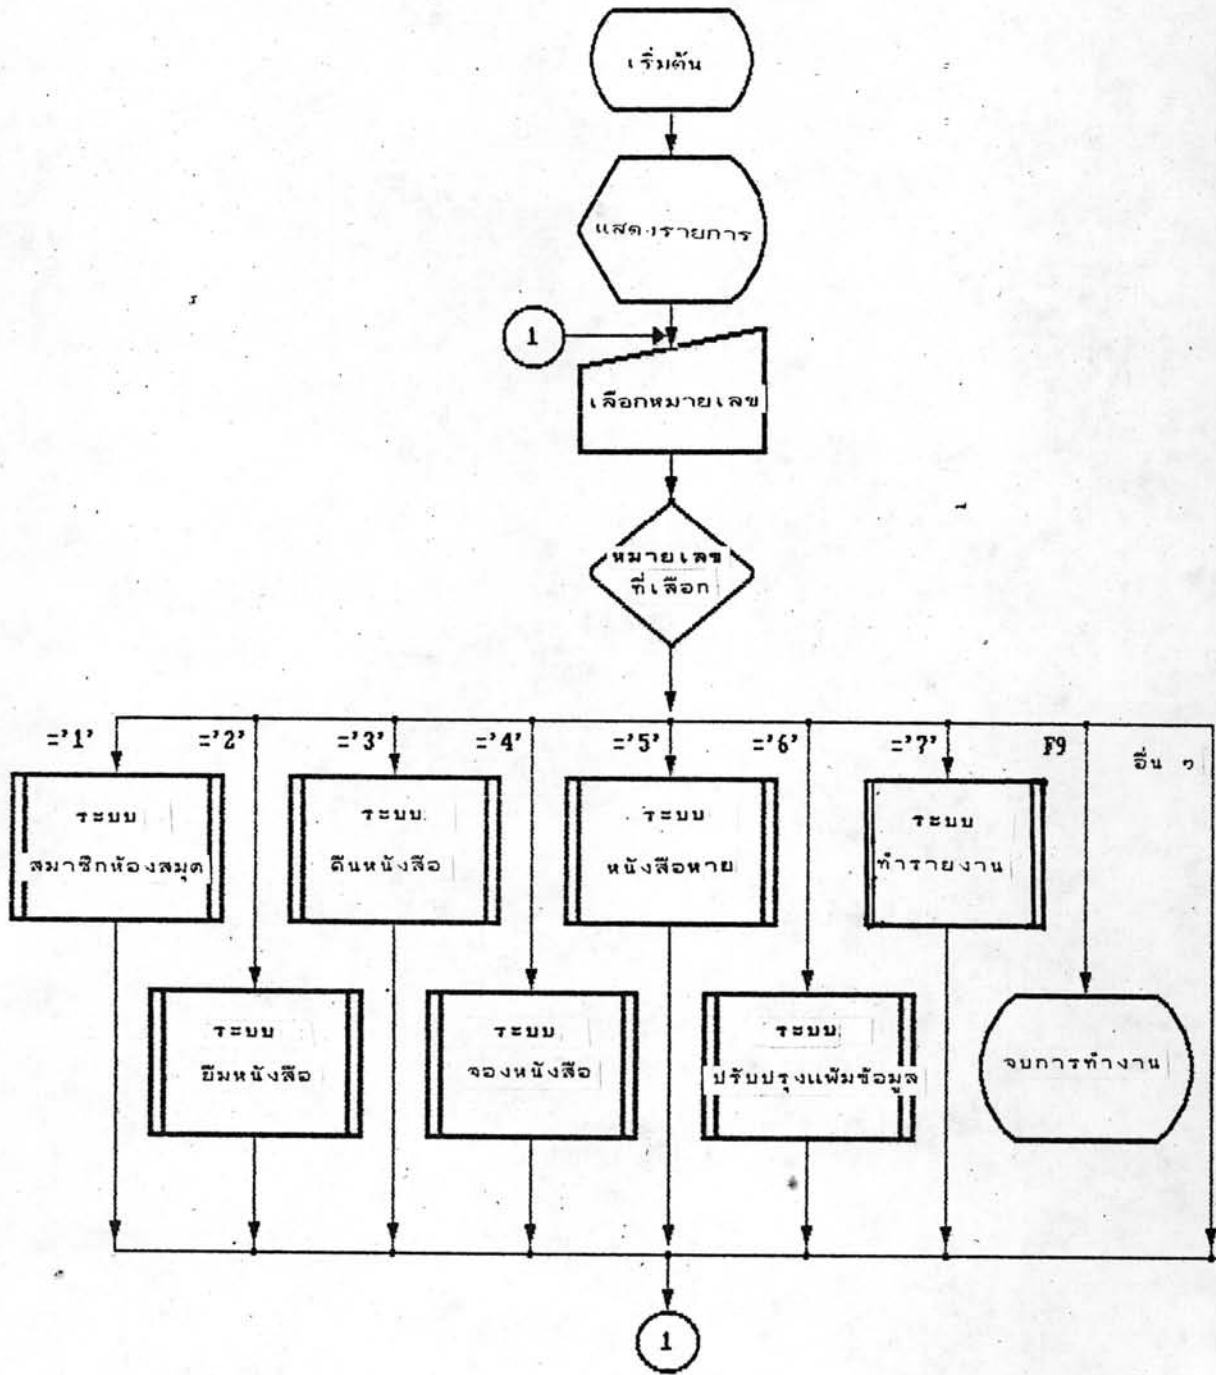 เริ่มต้น
แสดงรายการ
1
เลือกหมายเลข
หมายเลข
ที่เลือก
='1'
='2'
='3'
='4'
='5'
='6'
='7'
F9
อื่น ๆ
ระบบ
สมาชิกห้องสมุด
ระบบ
คืนหนังสือ
ระบบ
หนังสือหาย
ระบบ
ทำรายงาน
ระบบ
ยืมหนังสือ
ระบบ
จองหนังสือ
ระบบ
ปรับปรุงแฟ้มข้อมูล
จบการทำงาน
1